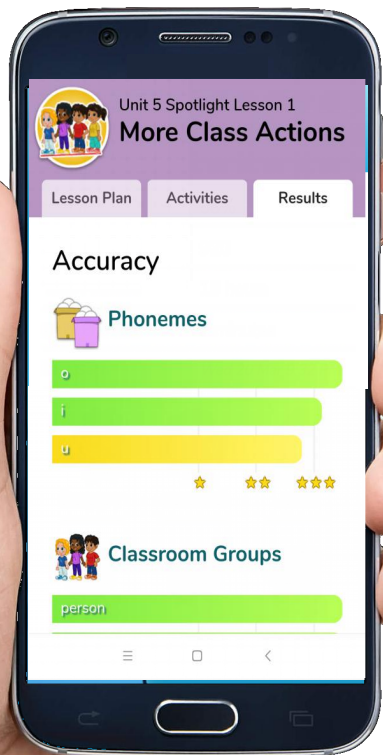 Unit 5 Spotlight Lesson 1
More Class Actions
Lesson Plan
Activities
Results
Accuracy
Phonemes
o
i
u
Classroom Groups
person